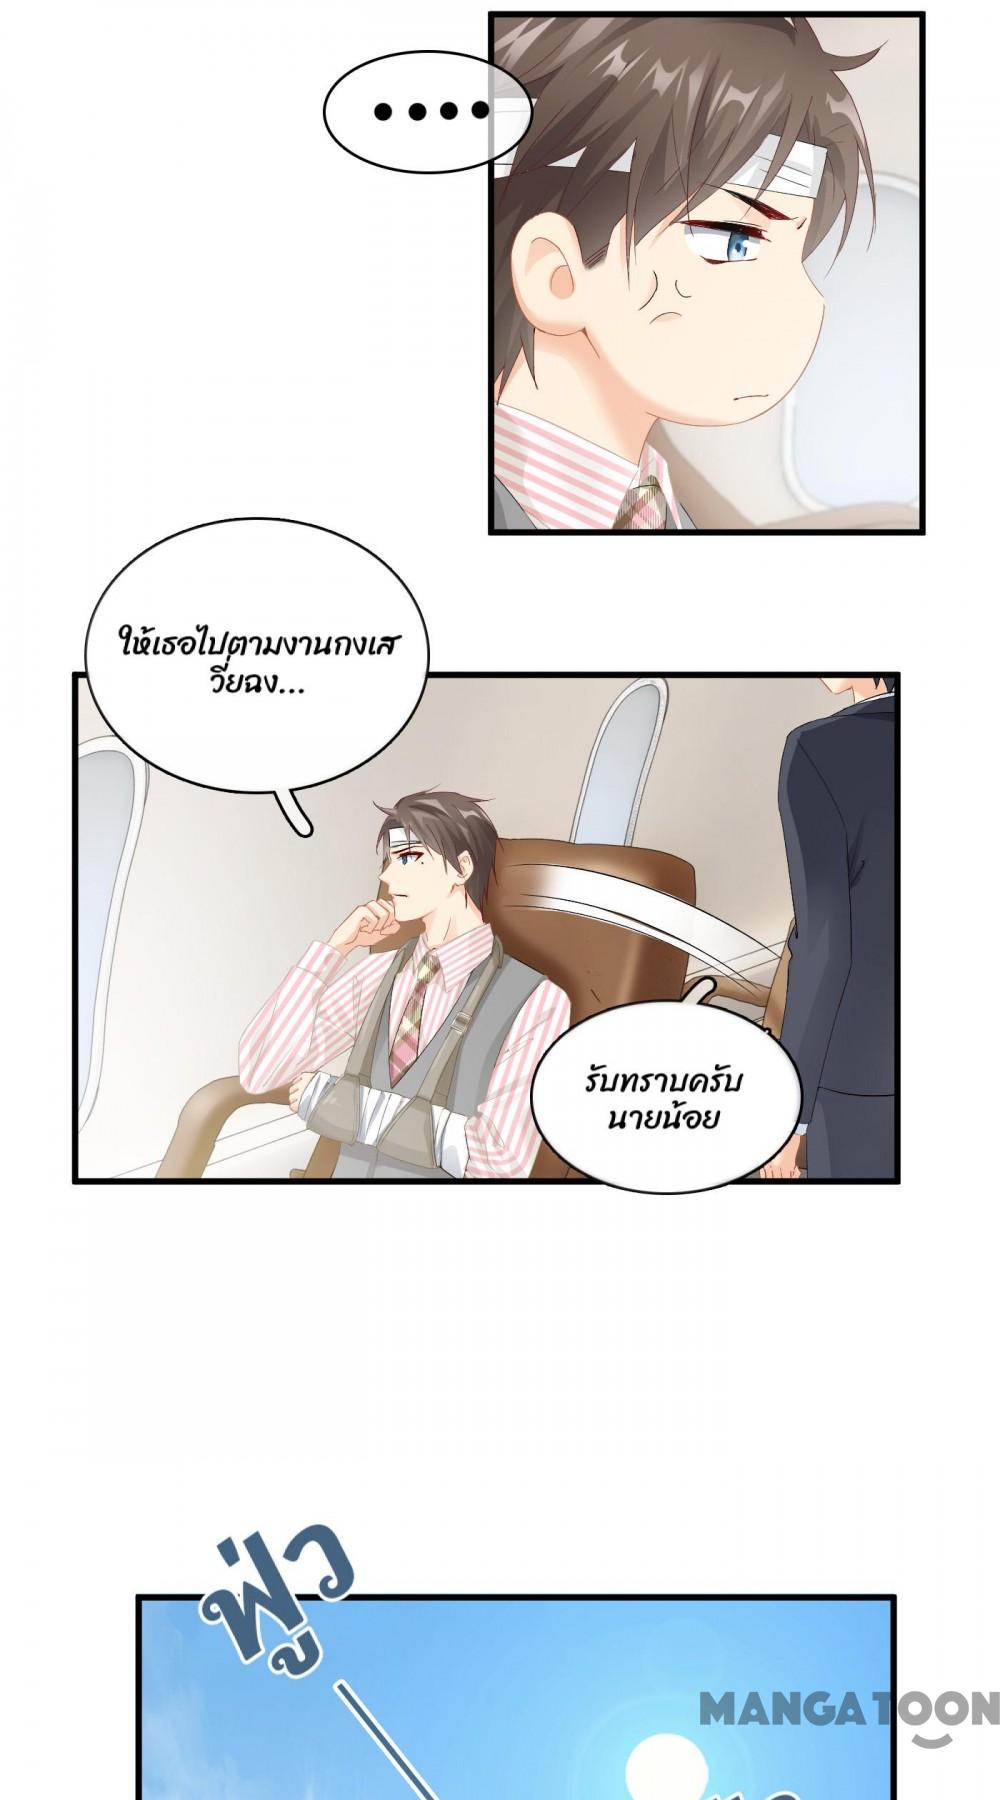 ....
ให้เธอไปตามงานกงเส
วี่ยฉง...
รับทราบครับ
นายน้อย
ฟู่ว
MANGATOON